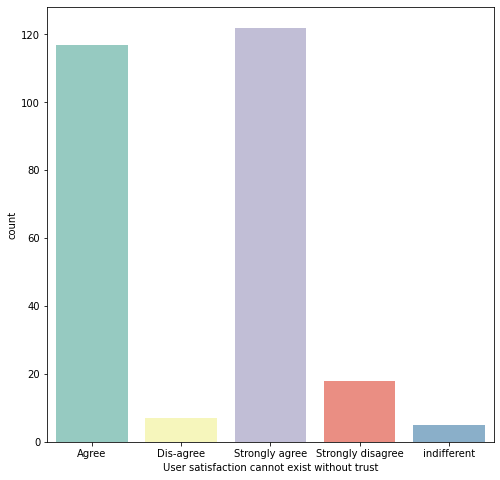 120
100
80
60
40
20
0
count
Agree Dis-agree Strongly agree Strongly disagree indifferent
User satisfaction cannot exist without trust